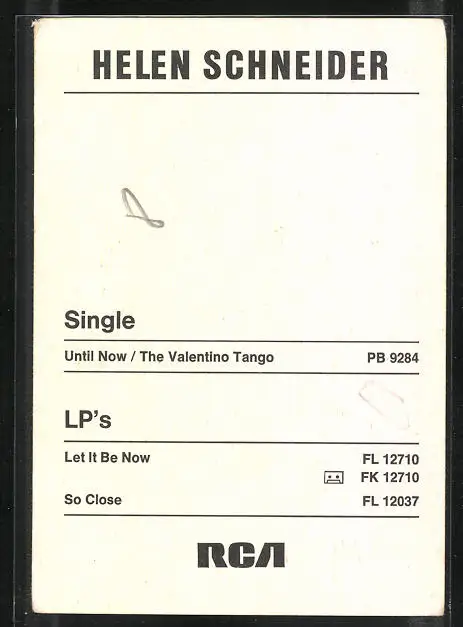 HELEN SCHNEIDER
Single
Until Now / The Valentino Tango PB 9284
LP's
Let It Be Now FL 12710
FK 12710
So Close FL 12037
RCA